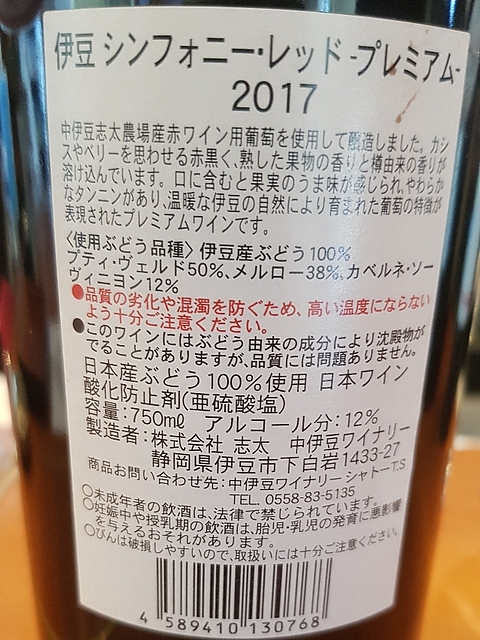 伊豆 シンフォニー・レッド -プレミアム-
2017
中伊豆志太農場産赤ワイン用葡萄を使用して醸造しました。カシ
スやベリーを思わせる赤黒く、熟した果物の香りと樽由来の香りが
溶け込んでいます。口に含むと果実のうま味が感じられ、やわらか
なタンニンがあり、温暖な伊豆の自然により育まれた葡萄の特徴が
表現されたプレミアムワインです。
〈使用ぶどう品種〉伊豆産ぶどう100%
プティ・ヴェルド50%、メルロー38%、カベルネ・ソー
ヴィニヨン12%
●品質の劣化や混濁を防ぐため、高い温度にならない
よう十分ご注意ください。
●このワインにはぶどう由来の成分により沈殿物が
でることがありますが、品質には問題ありません。
日本産ぶどう100%使用 日本ワイン
酸化防止剤(亜硫酸塩)
容量:750mℓ アルコール分:12%
製造者:株式会社 志太 中伊豆ワイナリー
静岡県伊豆市下白岩1433-27
商品お問い合わせ先:中伊豆ワイナリーシャトーT.S
TEL. 0558-83-5135
○未成年者の飲酒は、法律で禁じられています。
○妊娠中や授乳期の飲酒は、胎児・乳児の発育に悪影響
を与えるおそれがあります。
○びんは破損しやすいので、取扱いには十分ご注意ください。
4 589410 130768